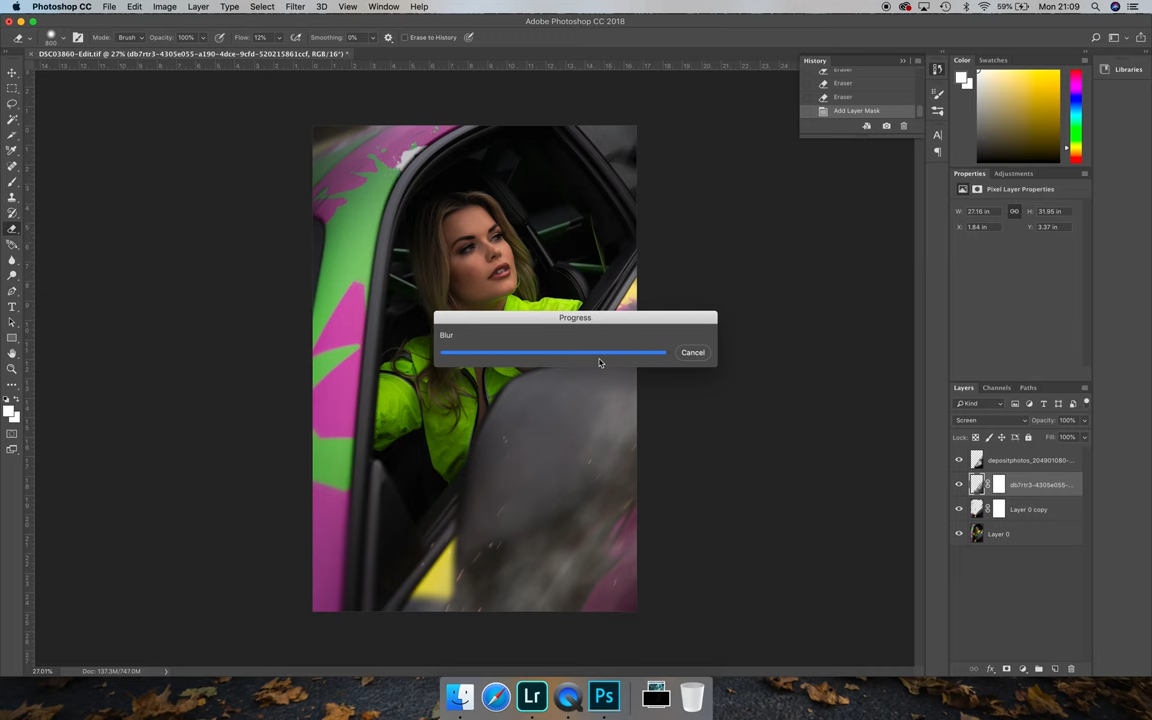 Photoshop CC File Edit Image Layer Type Select Filter 3D View Window Help 59% Mon 21:09
Adobe Photoshop CC 2018
800 Mode: Brush Opacity: 100% Flow: 12% Smoothing: 0% Erase to History
DSC03860-Edit.tif @ 27% (db7rtr3-4305e055-a190-4dce-9cfd-520215861ccf, RGB/16*) *
History
Eraser
Eraser
Eraser
Add Layer Mask
Color Swatches
Libraries
Properties Adjustments
Pixel Layer Properties
W: 27.16 in H: 31.95 in
X: 1.84 in Y: 3.37 in
Progress
Blur
Cancel
Layers Channels Paths
Kind
Screen Opacity: 100%
Lock: Fill: 100%
depositphotos_204901080-...
db7rtr3-4305e055-...
Layer 0 copy
Layer 0
27.01% Doc: 137.3M/747.0M
Lr Ps